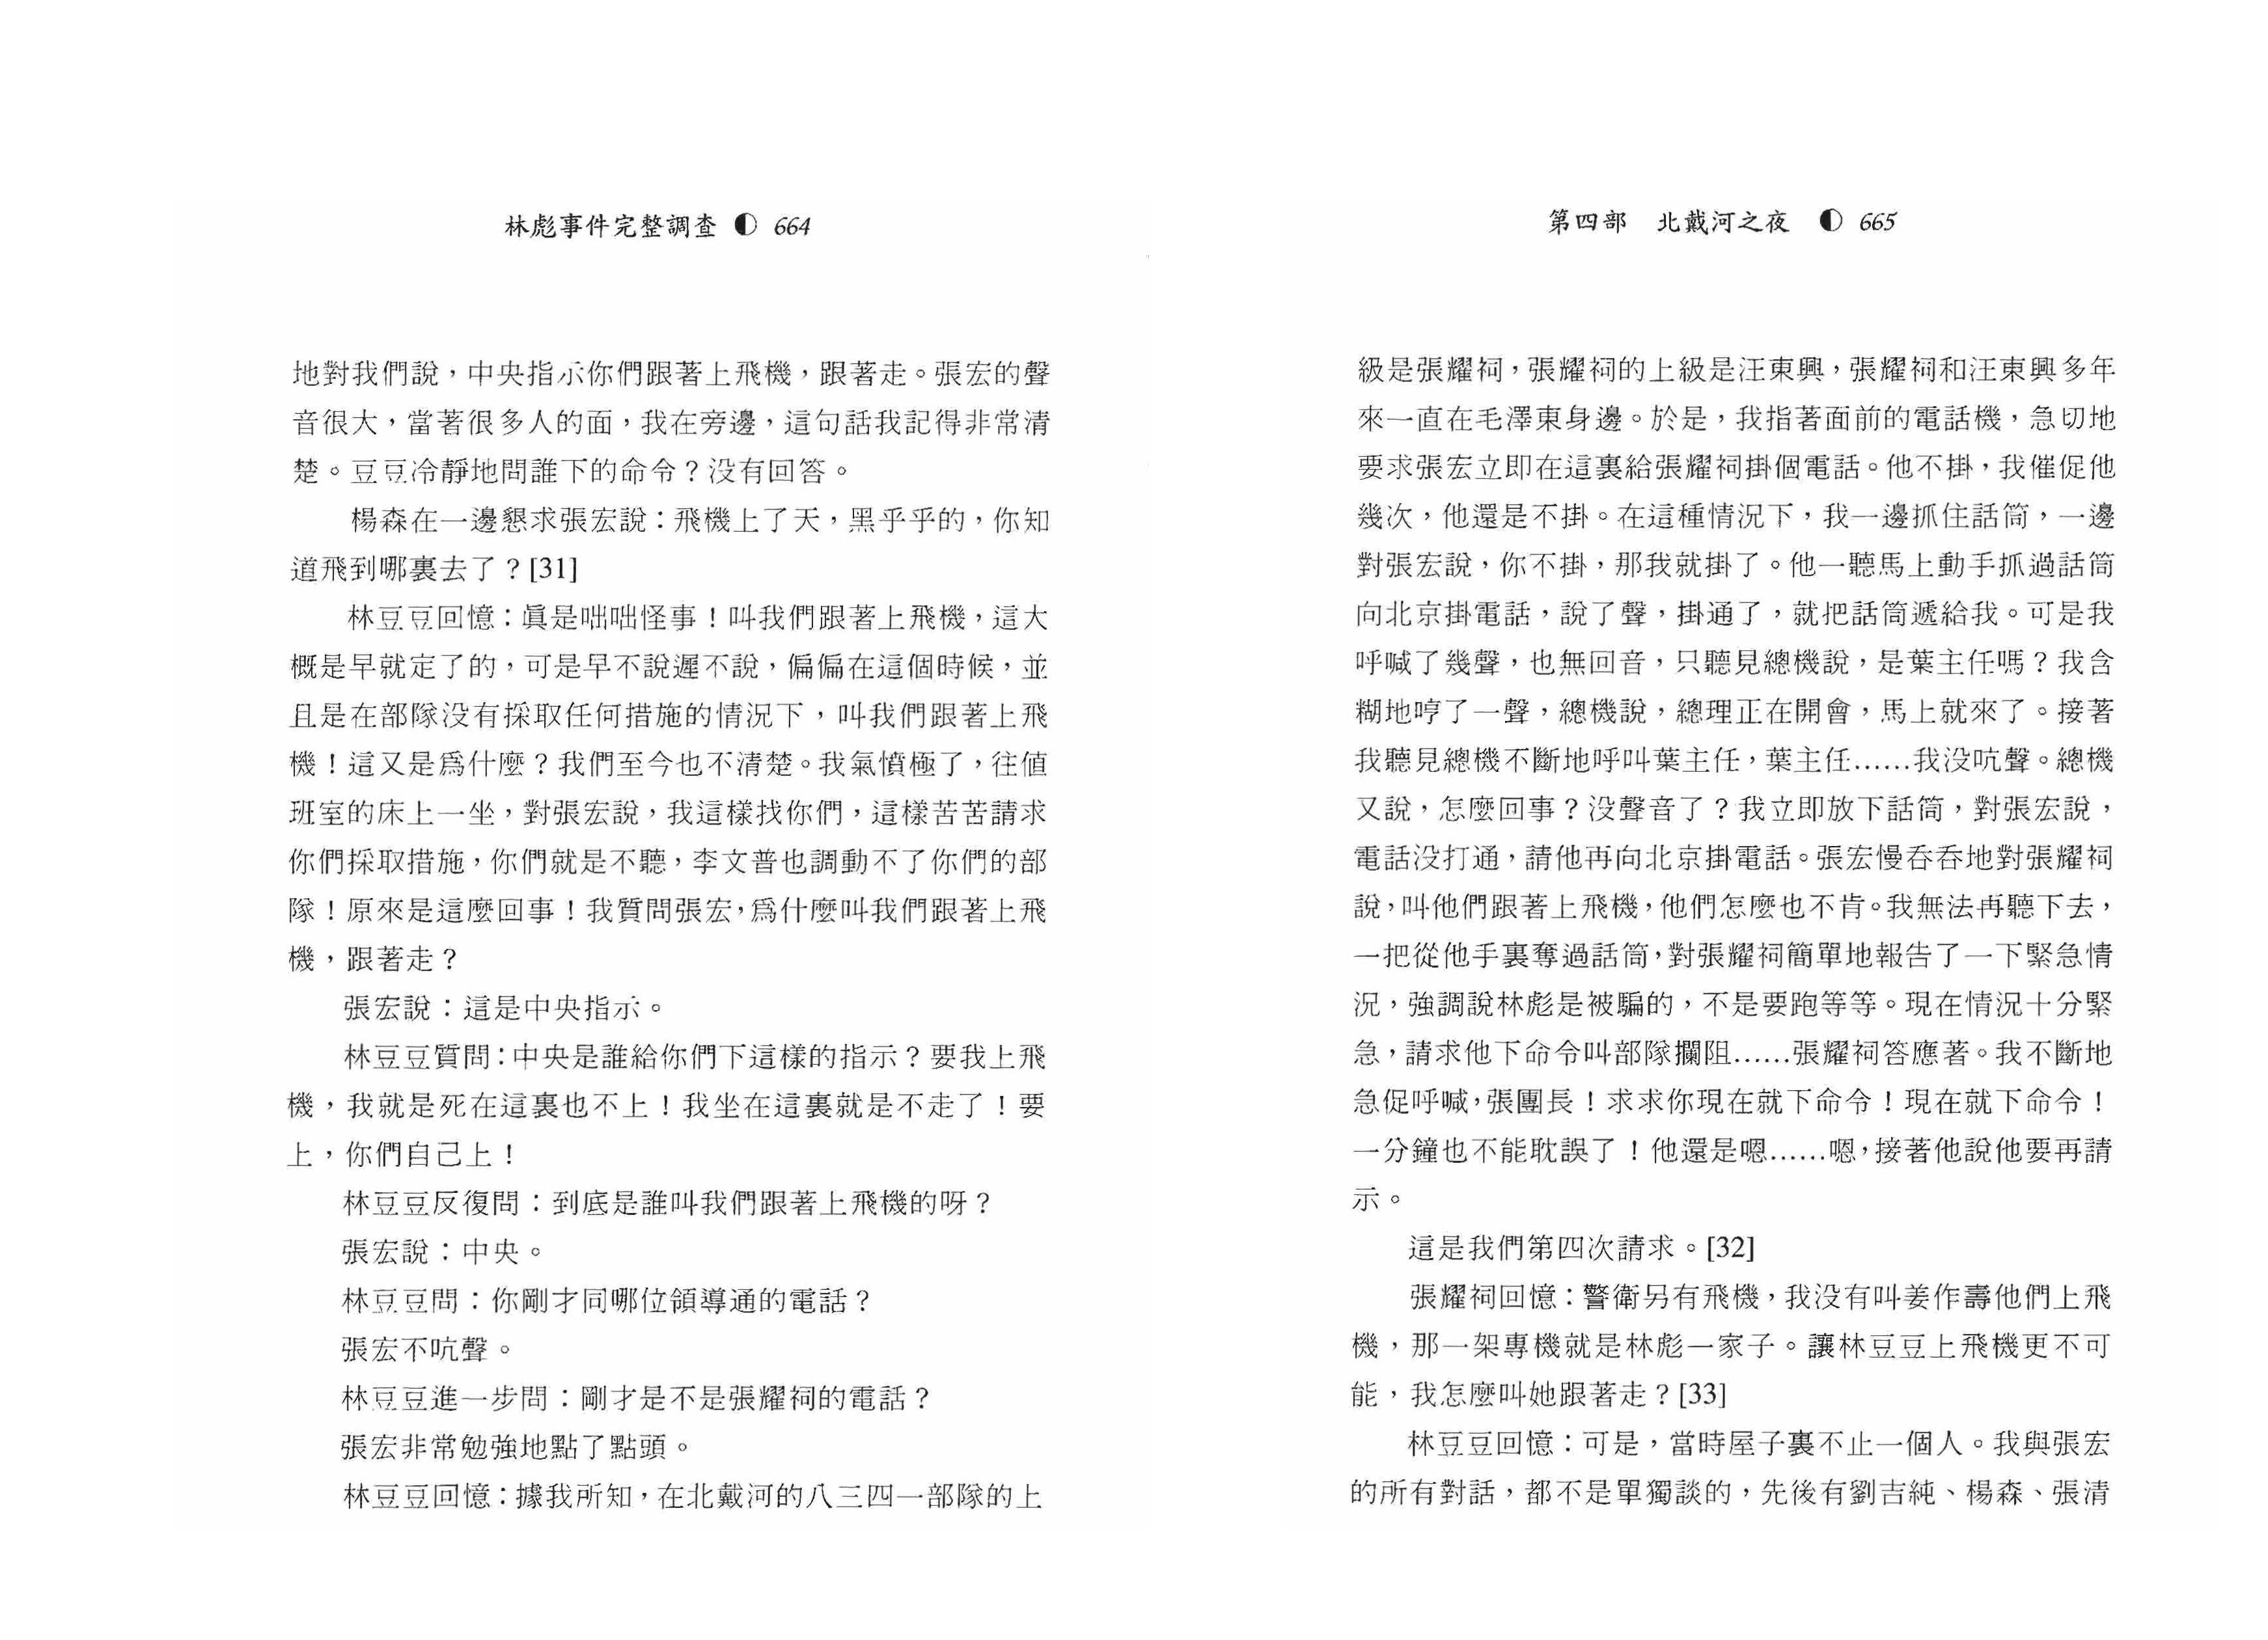 林彪事件完整調查 ◐ 664
地對我們說，中央指示你們跟著上飛機，跟著走。張宏的聲
音很大，當著很多人的面，我在旁邊，這句話我記得非常清
楚。豆豆冷靜地問誰下的命令？没有回答。
楊森在一邊懇求張宏說：飛機上了天，黑乎乎的，你知
道飛到哪裏去了？[31]
林豆豆回憶：眞是咄咄怪事！叫我們跟著上飛機，這大
概是早就定了的，可是早不說遲不說，偏偏在這個時候，並
且是在部隊没有採取任何措施的情況下，叫我們跟著上飛
機！這又是爲什麼？我們至今也不清楚。我氣憤極了，往值
班室的床上一坐，對張宏說，我這樣找你們，這樣苦苦請求
你們採取措施，你們就是不聽，李文普也調動不了你們的部
隊！原來是這麼回事！我質問張宏，爲什麼叫我們跟著上飛
機，跟著走？
張宏說：這是中央指示。
林豆豆質問：中央是誰給你們下這樣的指示？要我上飛
機，我就是死在這裏也不上！我坐在這裏就是不走了！要
上，你們自己上！
林豆豆反復問：到底是誰叫我們跟著上飛機的呀？
張宏說：中央。
林豆豆問：你剛才同哪位領導通的電話？
張宏不吭聲。
林豆豆進一步問：剛才是不是張耀祠的電話？
張宏非常勉強地點了點頭。
林豆豆回憶：據我所知，在北戴河的八三四一部隊的上
第四部　北戴河之夜 ◐ 665
級是張耀祠，張耀祠的上級是汪東興，張耀祠和汪東興多年
來一直在毛澤東身邊。於是，我指著面前的電話機，急切地
要求張宏立即在這裏給張耀祠掛個電話。他不掛，我催促他
幾次，他還是不掛。在這種情況下，我一邊抓住話筒，一邊
對張宏說，你不掛，那我就掛了。他一聽馬上動手抓過話筒
向北京掛電話，說了聲，掛通了，就把話筒遞給我。可是我
呼喊了幾聲，也無回音，只聽見總機說，是葉主任嗎？我含
糊地哼了一聲，總機說，總理正在開會，馬上就來了。接著
我聽見總機不斷地呼叫葉主任，葉主任……我没吭聲。總機
又說，怎麼回事？没聲音了？我立即放下話筒，對張宏說，
電話没打通，請他再向北京掛電話。張宏慢吞吞地對張耀祠
說，叫他們跟著上飛機，他們怎麼也不肯。我無法再聽下去，
一把從他手裏奪過話筒，對張耀祠簡單地報告了一下緊急情
況，強調說林彪是被騙的，不是要跑等等。現在情況十分緊
急，請求他下命令叫部隊攔阻……張耀祠答應著。我不斷地
急促呼喊，張團長！求求你現在就下命令！現在就下命令！
一分鐘也不能耽誤了！他還是嗯……嗯，接著他說他要再請
示。
這是我們第四次請求。[32]
張耀祠回憶：警衛另有飛機，我没有叫姜作壽他們上飛
機，那一架專機就是林彪一家子。讓林豆豆上飛機更不可
能，我怎麼叫她跟著走？[33]
林豆豆回憶：可是，當時屋子裏不止一個人。我與張宏
的所有對話，都不是單獨談的，先後有劉吉純、楊森、張清